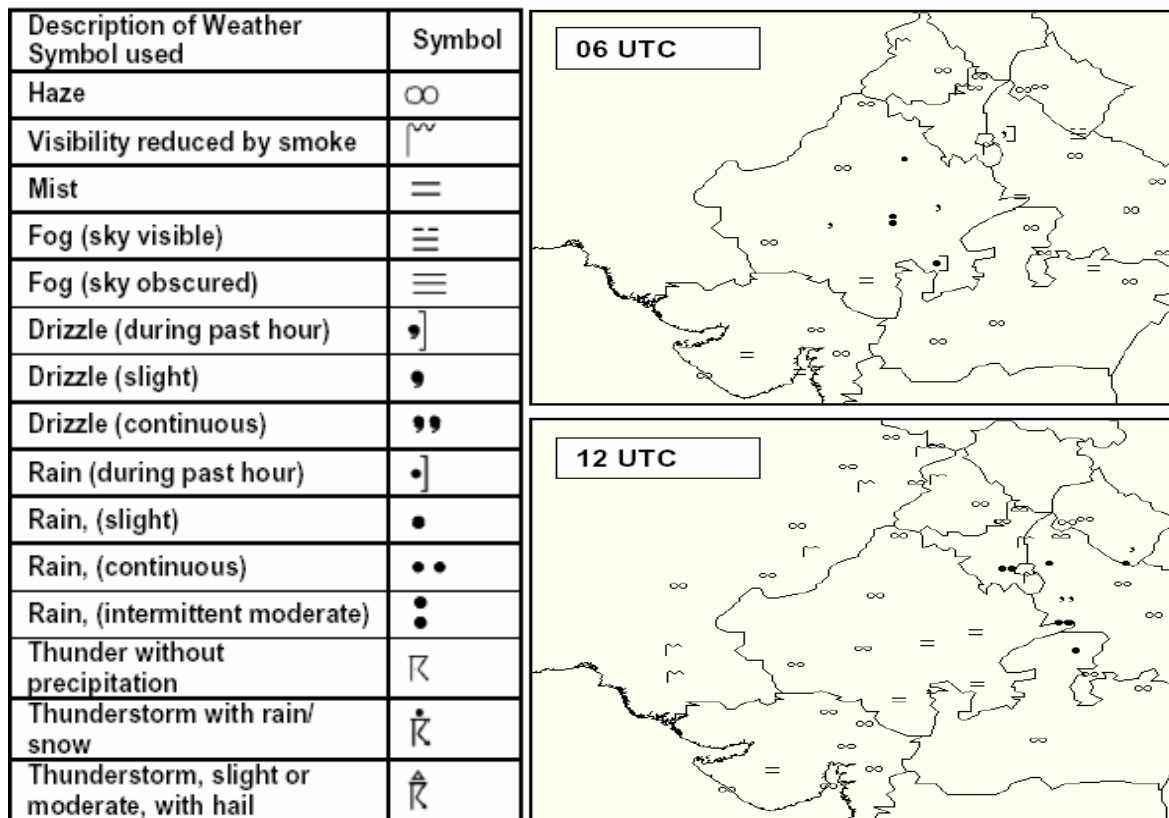 Description of Weather
Symbol used
Symbol
Haze
Visibility reduced by smoke
Mist
Fog (sky visible)
Fog (sky obscured)
Drizzle (during past hour)
Drizzle (slight)
Drizzle (continuous)
Rain (during past hour)
Rain, (slight)
Rain, (continuous)
Rain, (intermittent moderate)
Thunder without
precipitation
Thunderstorm with rain/
snow
Thunderstorm, slight or
moderate, with hail
06 UTC
12 UTC